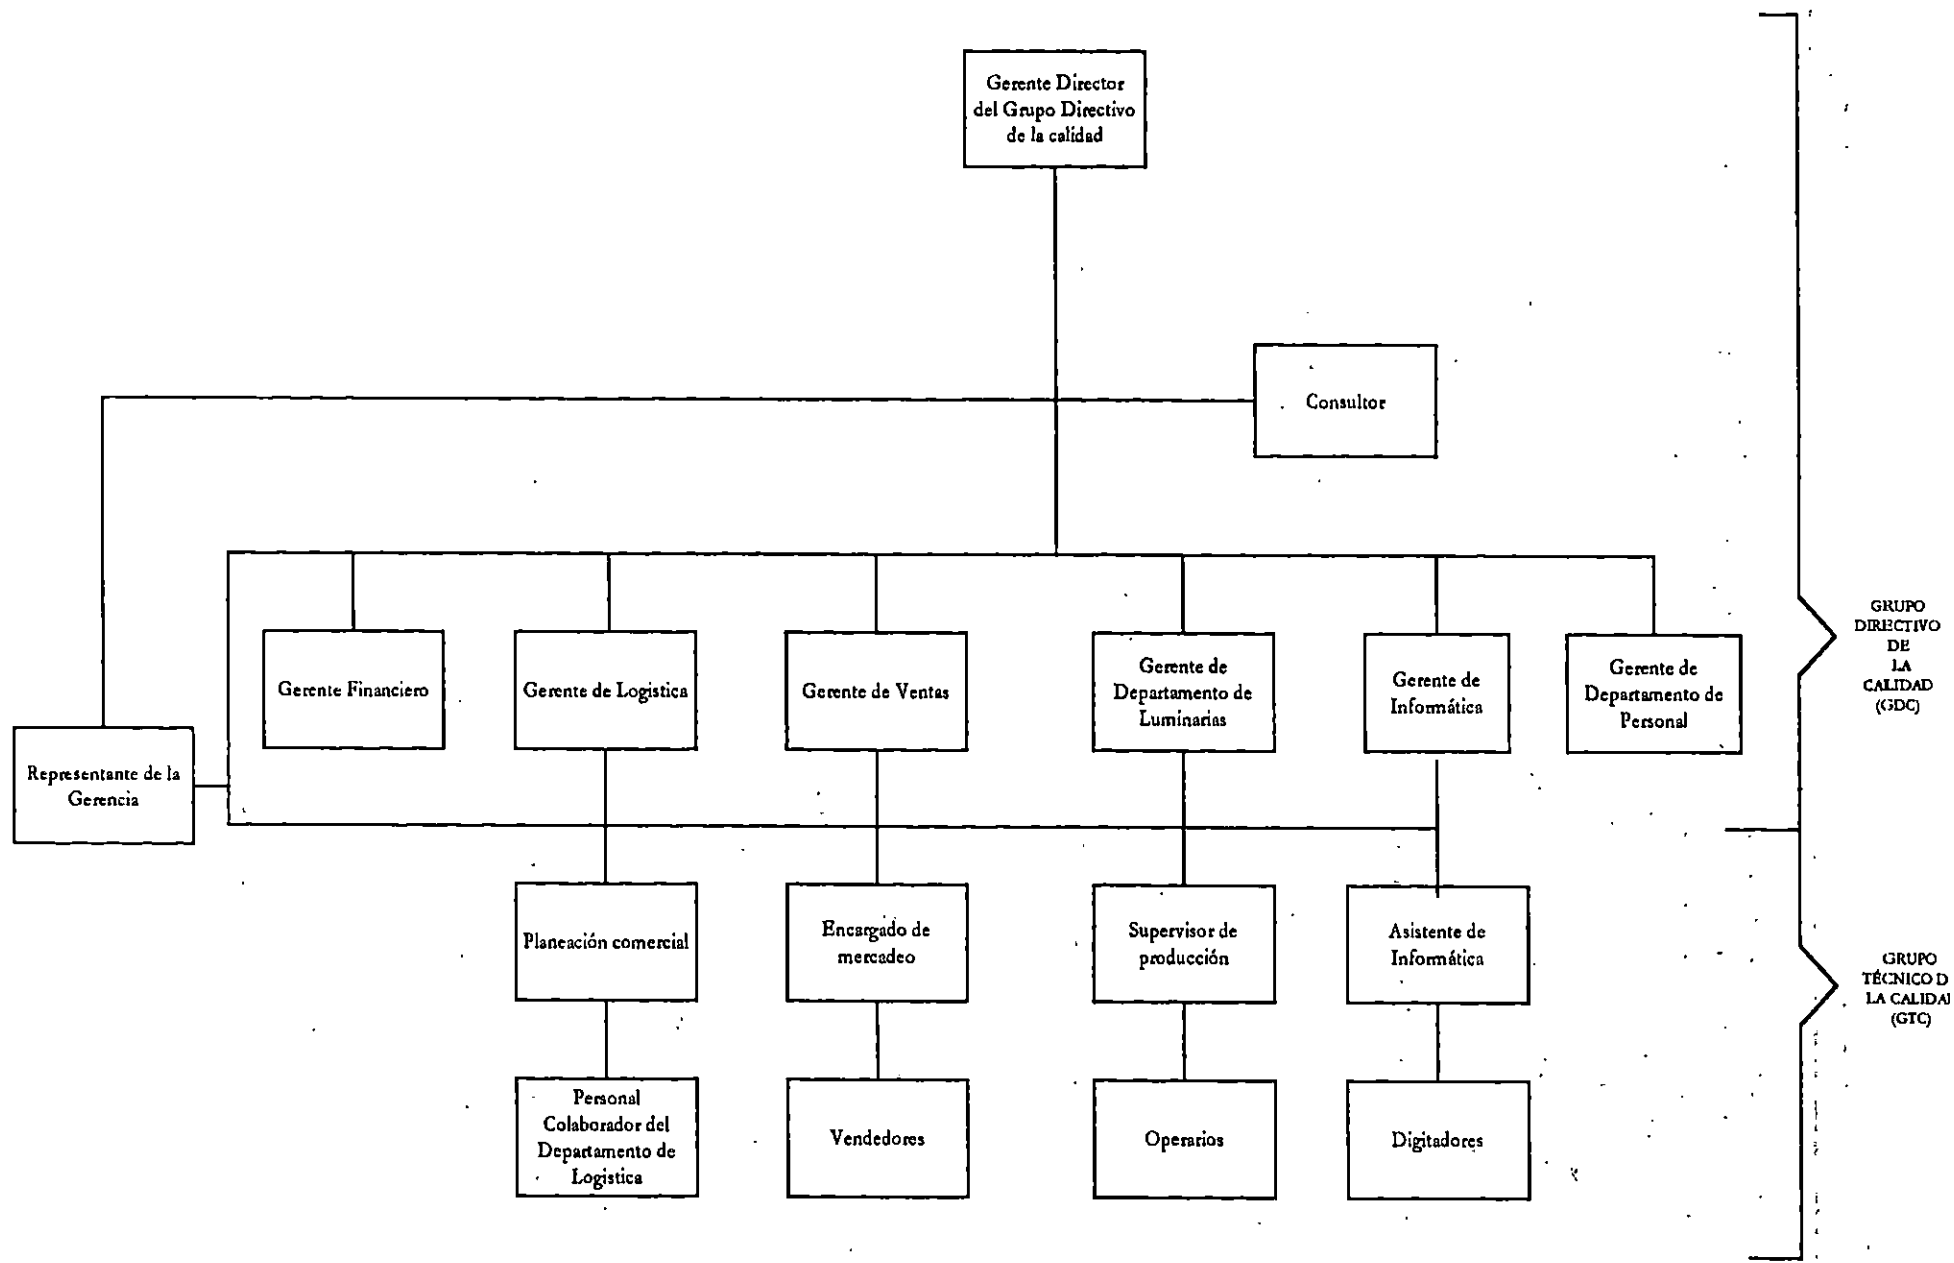 Gerente Director
del Grupo Directivo
de la calidad
Consultor
GRUPO
DIRECTIVO
DE
LA
CALIDAD
(GDC)
Gerente Financiero
Gerente de Logistica
Gerente de Ventas
Gerente de
Departamento de
Luminarias
Gerente de
Informática
Gerente de
Departamento de
Personal
Representante de la
Gerencia
Planeación comercial
Encargado de
mercadeo
Supervisor de
producción
Asistente de
Informática
GRUPO
TÉCNICO D
LA CALIDA
(GTC)
Personal
Colaborador del
Departamento de
Logistica
Vendedores
Operarios
Digitadores